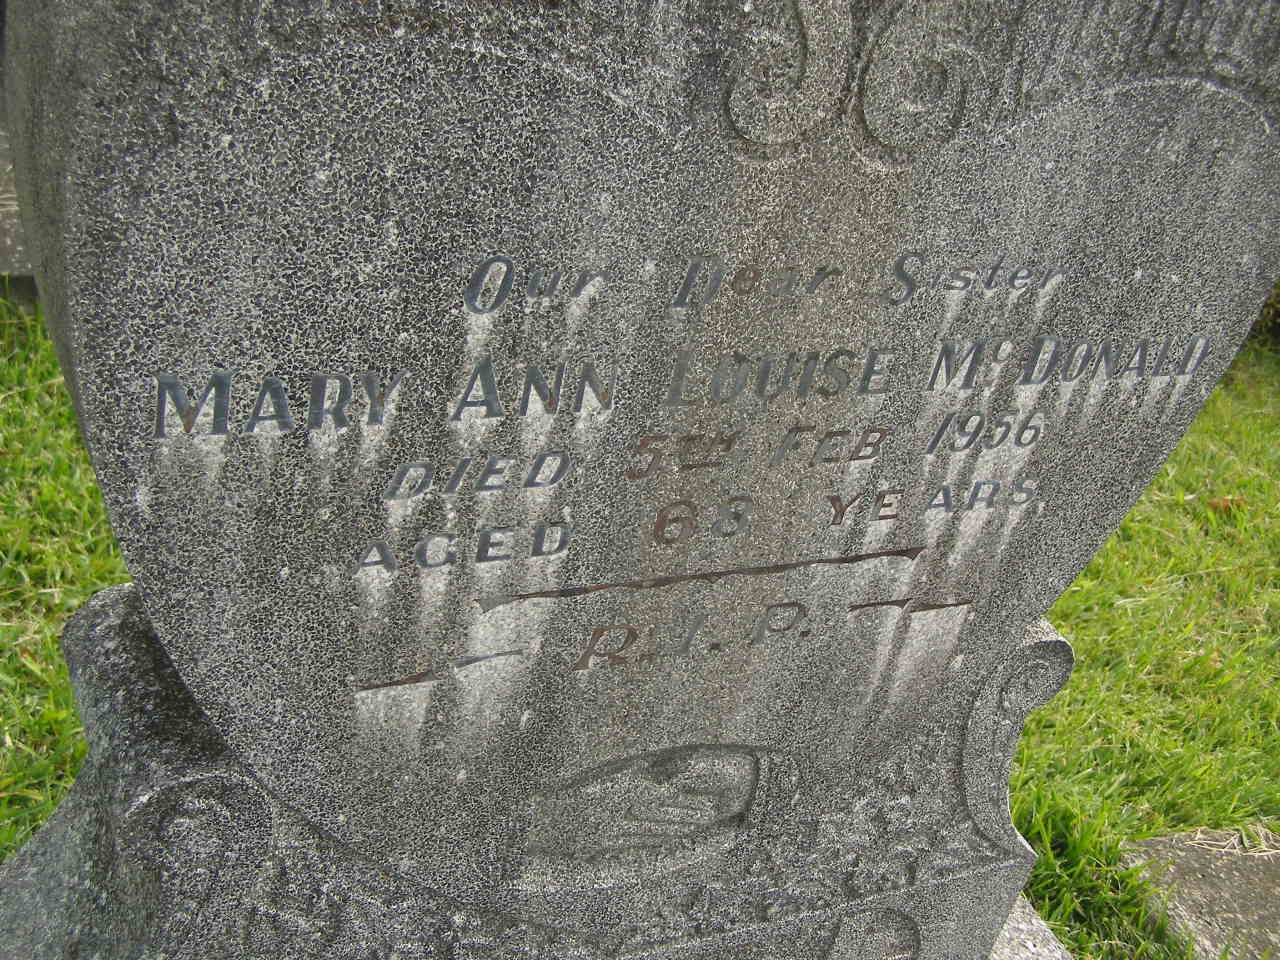 Our Dear Sister
MARY ANN LOUISE McDONALD
DIED 5TH FEB 1956
AGED 68 YEARS
R.I.P.